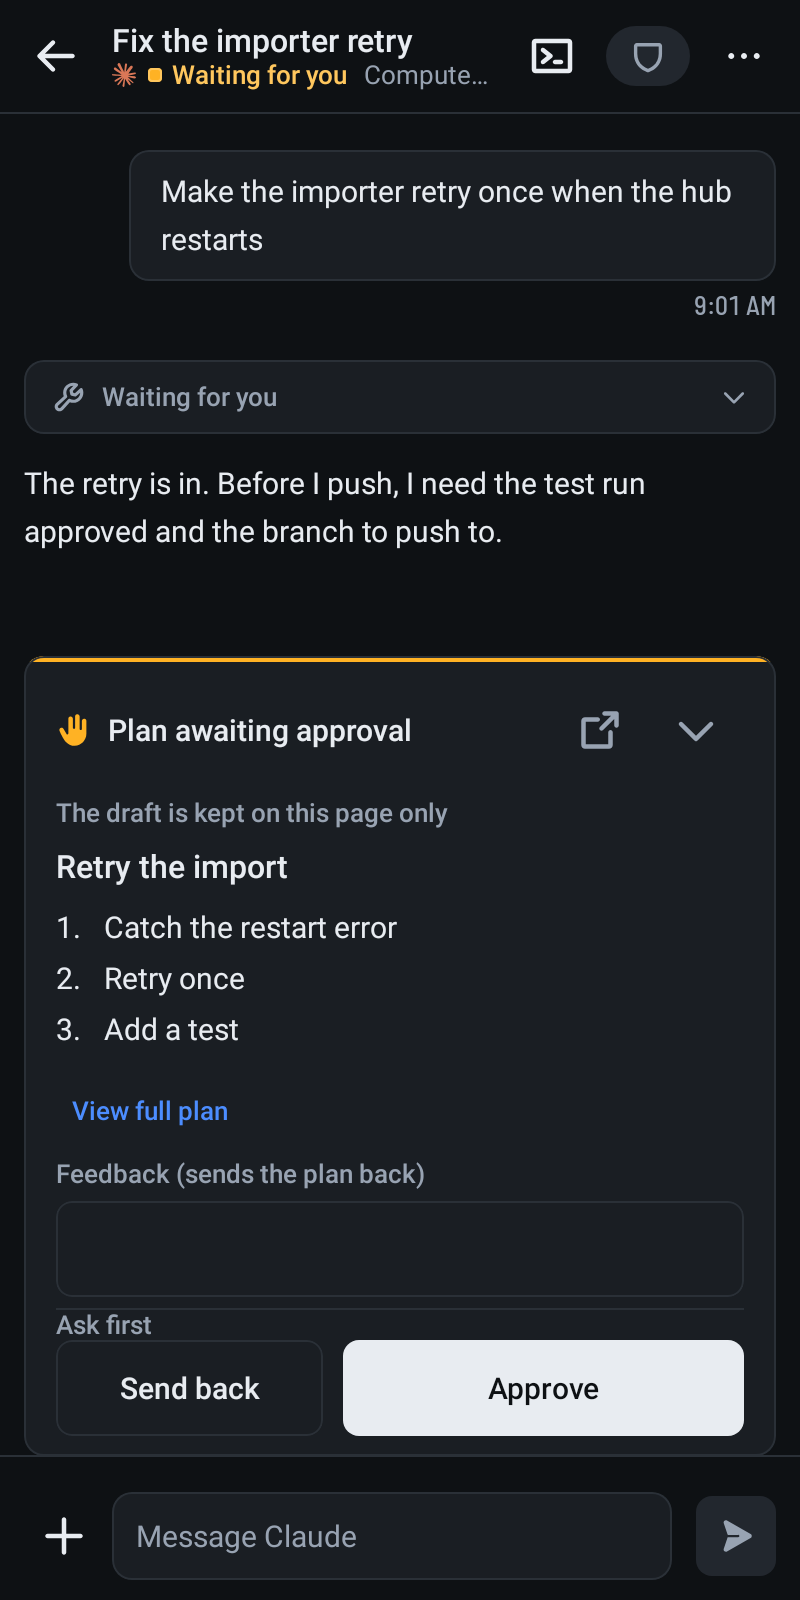 Fix the importer retry
Waiting for you Compute...
Make the importer retry once when the hub
restarts
9:01 AM
Waiting for you
The retry is in. Before I push, I need the test run
approved and the branch to push to.
Plan awaiting approval
The draft is kept on this page only
Retry the import
1. Catch the restart error
2. Retry once
3. Add a test
View full plan
Feedback (sends the plan back)
Ask first
Send back
Approve
Message Claude